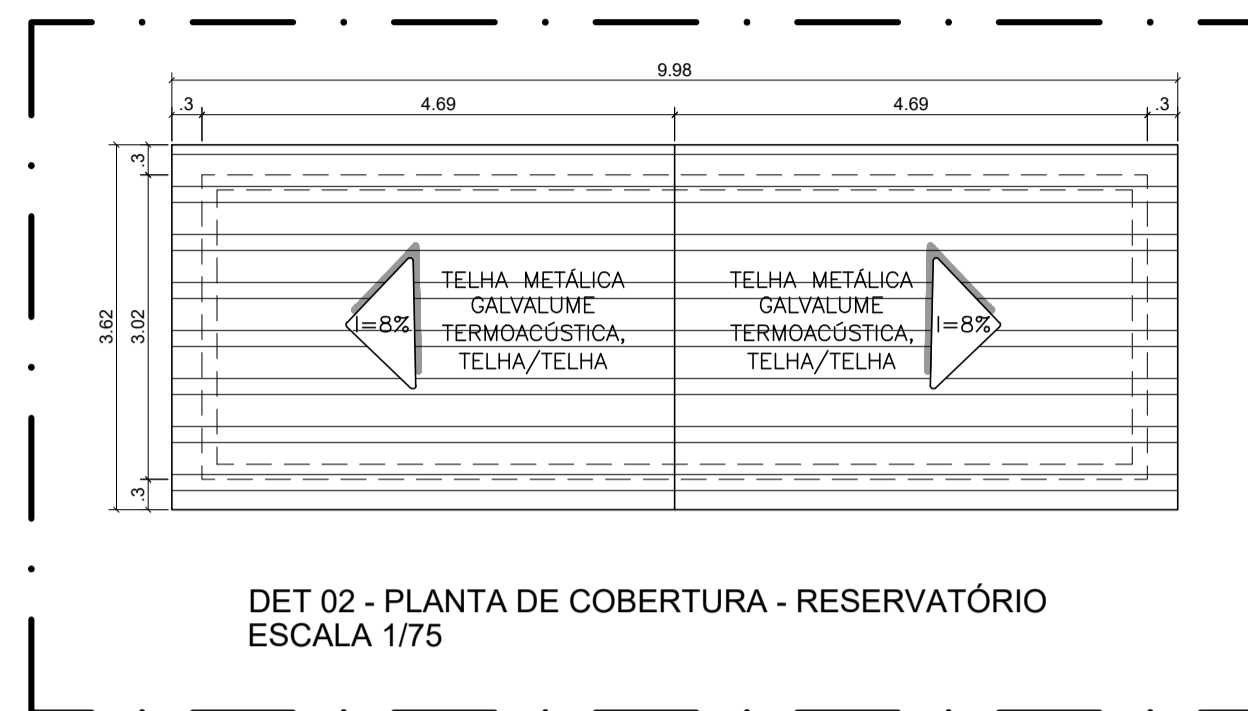 9.98
.3
4.69
4.69
.3
.3
3.62
3.02
.3
TELHA METÁLICA
GALVALUME
TERMOACÚSTICA,
TELHA/TELHA
I=8%
TELHA METÁLICA
GALVALUME
TERMOACÚSTICA,
TELHA/TELHA
I=8%
DET 02 - PLANTA DE COBERTURA - RESERVATÓRIO
ESCALA 1/75